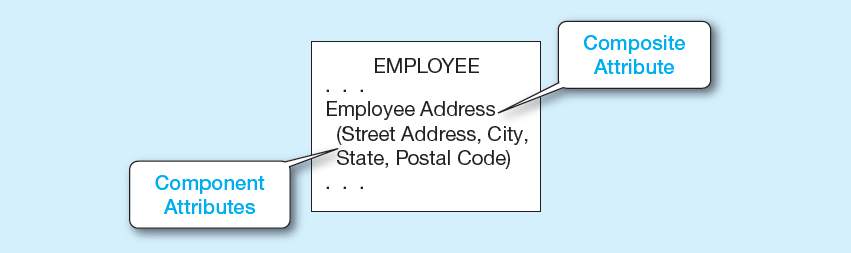 EMPLOYEE
. . .
Employee Address
(Street Address, City,
State, Postal Code)
. . .
Composite
Attribute
Component
Attributes